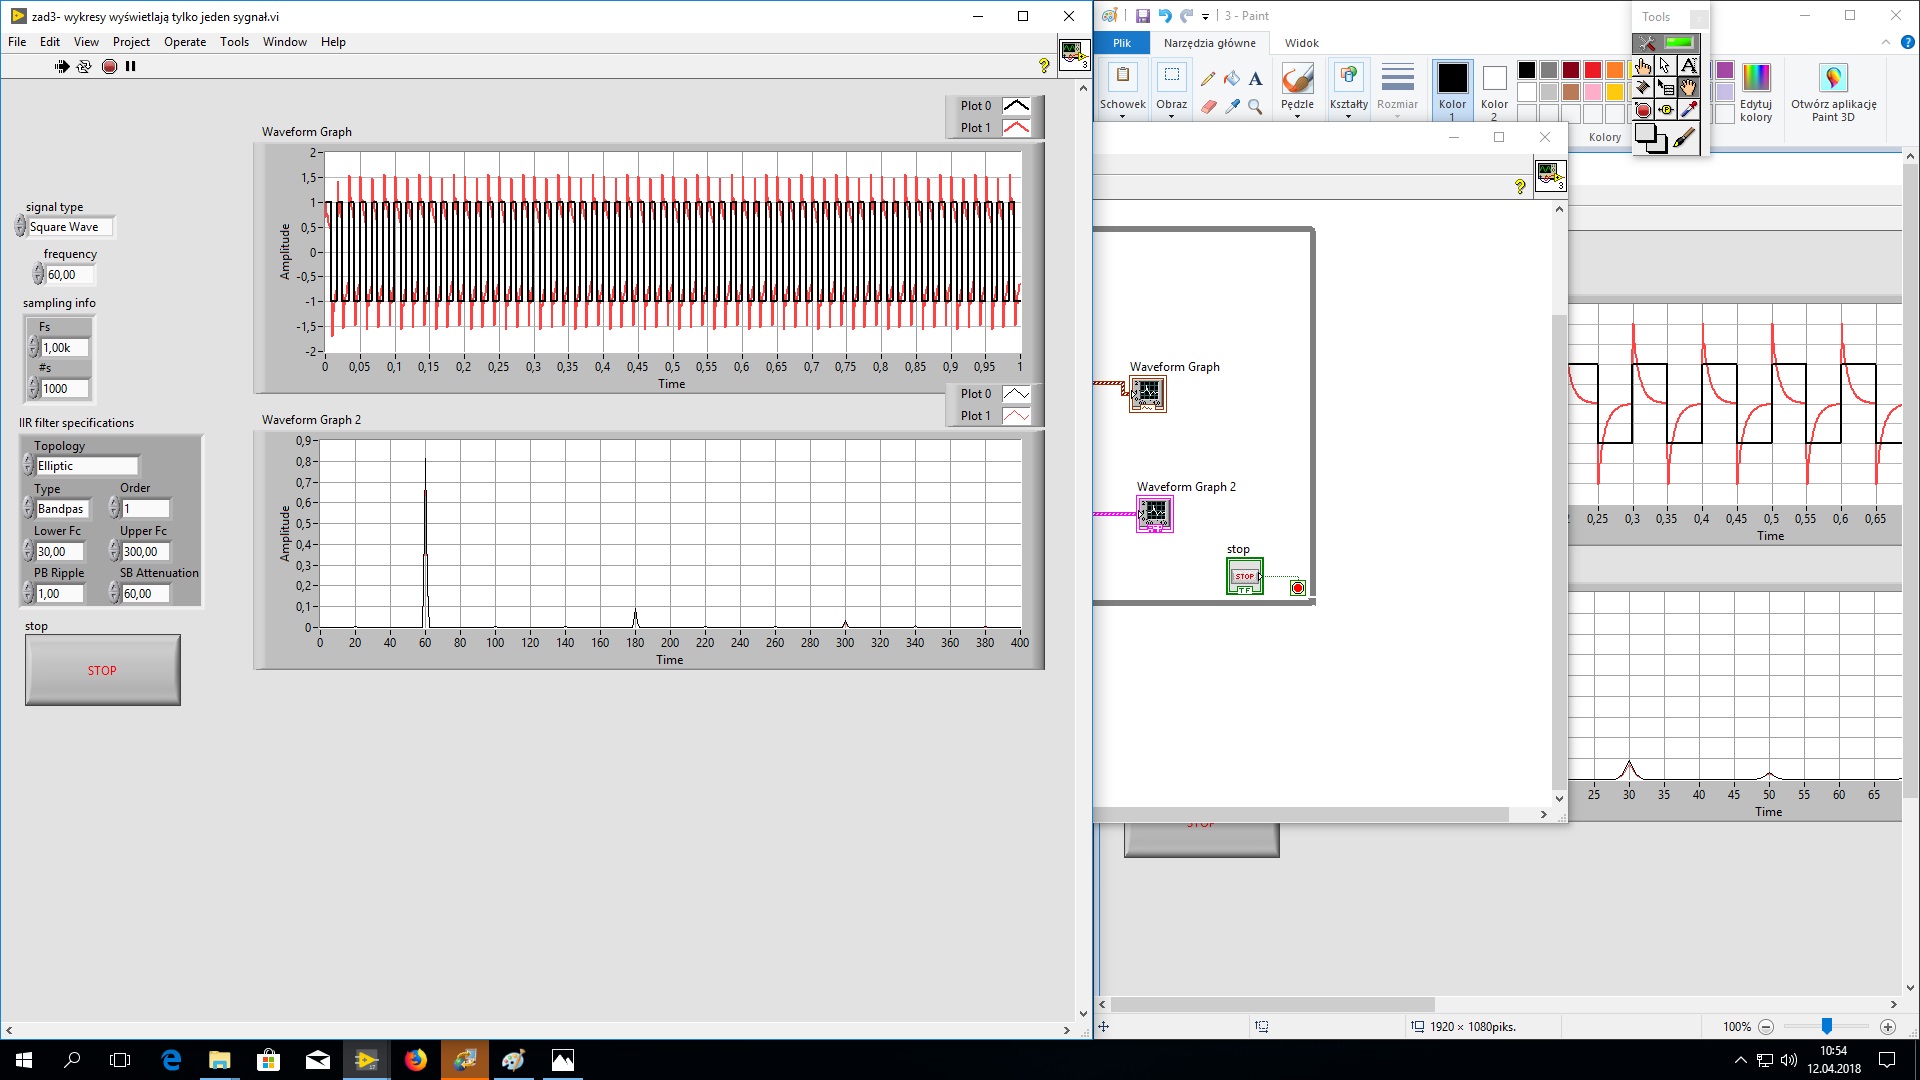 zad3- wykresy wyświetlają tylko jeden sygnał.vi
File Edit View Project Operate Tools Window Help
3
signal type
Square Wave
frequency
60,00
sampling info
Fs
1,00k
#s
1000
IIR filter specifications
Topology
Elliptic
Type Order
Bandpas 1
Lower Fc Upper Fc
30,00 300,00
PB Ripple SB Attenuation
1,00 60,00
stop
STOP
Plot 0
Plot 1
Waveform Graph
Amplitude
2
1,5
1
0,5
0
-0,5
-1
-1,5
-2
0 0,05 0,1 0,15 0,2 0,25 0,3 0,35 0,4 0,45 0,5 0,55 0,6 0,65 0,7 0,75 0,8 0,85 0,9 0,95 1
Time
Plot 0
Plot 1
Waveform Graph 2
Amplitude
0,9
0,8
0,7
0,6
0,5
0,4
0,3
0,2
0,1
0
0 20 40 60 80 100 120 140 160 180 200 220 240 260 280 300 320 340 360 380 400
Time
3 - Paint
Plik Narzędzia główne Widok
Schowek Obraz Pędzle Kształty Rozmiar Kolor 1 Kolor 2 Edytuj kolory Otwórz aplikację Paint 3D
Kolory
Tools
3
Waveform Graph
Waveform Graph 2
stop
STOP
TF
0,25 0,3 0,35 0,4 0,45 0,5 0,55 0,6 0,65
Time
25 30 35 40 45 50 55 60 65
Time
STOP
1920 × 1080piks.
100%
10:54
12.04.2018